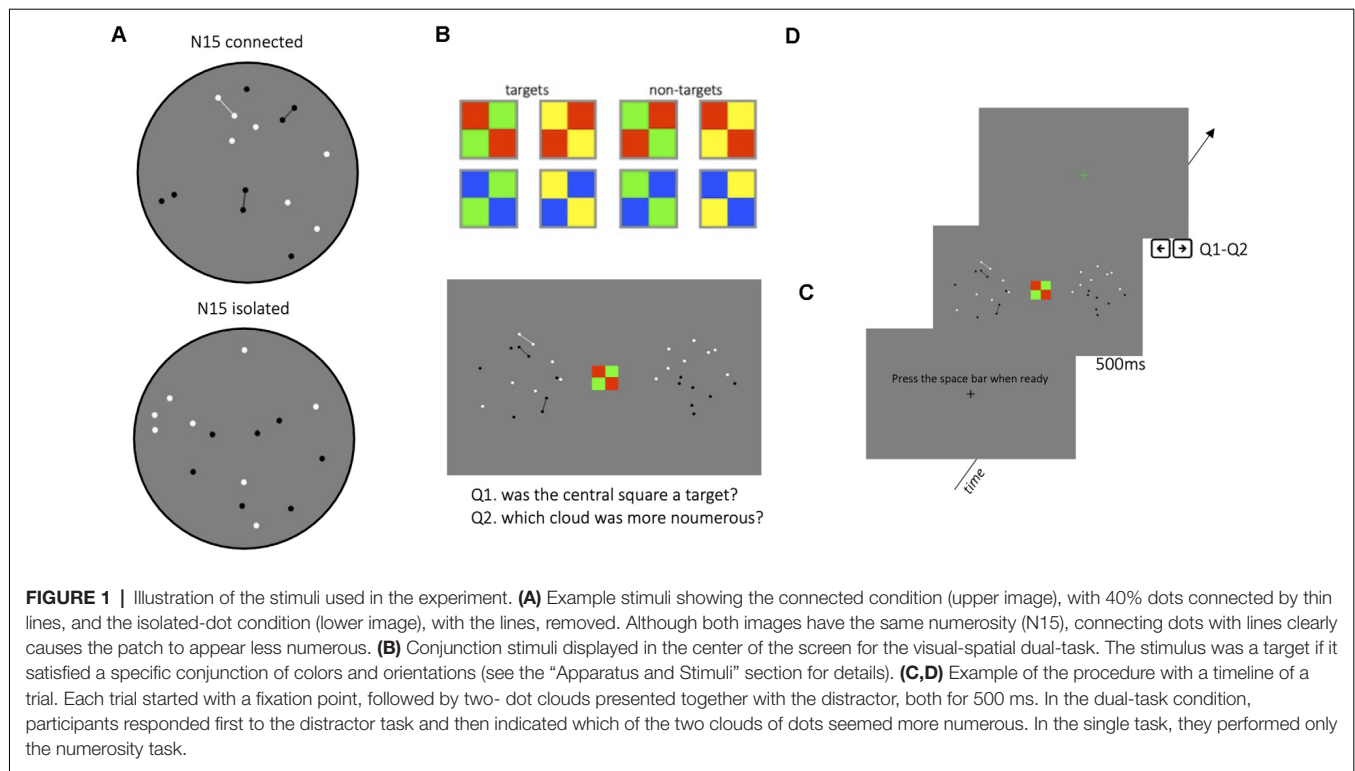 A
N15 connected
N15 isolated
B
targets
non-targets
Q1. was the central square a target?
Q2. which cloud was more noumerous?
D
Q1-Q2
C
500ms
Press the space bar when ready
time
FIGURE 1 | Illustration of the stimuli used in the experiment. (A) Example stimuli showing the connected condition (upper image), with 40% dots connected by thin
lines, and the isolated-dot condition (lower image), with the lines, removed. Although both images have the same numerosity (N15), connecting dots with lines clearly
causes the patch to appear less numerous. (B) Conjunction stimuli displayed in the center of the screen for the visual-spatial dual-task. The stimulus was a target if it
satisfied a specific conjunction of colors and orientations (see the “Apparatus and Stimuli” section for details). (C,D) Example of the procedure with a timeline of a
trial. Each trial started with a fixation point, followed by two- dot clouds presented together with the distractor, both for 500 ms. In the dual-task condition,
participants responded first to the distractor task and then indicated which of the two clouds of dots seemed more numerous. In the single task, they performed only
the numerosity task.